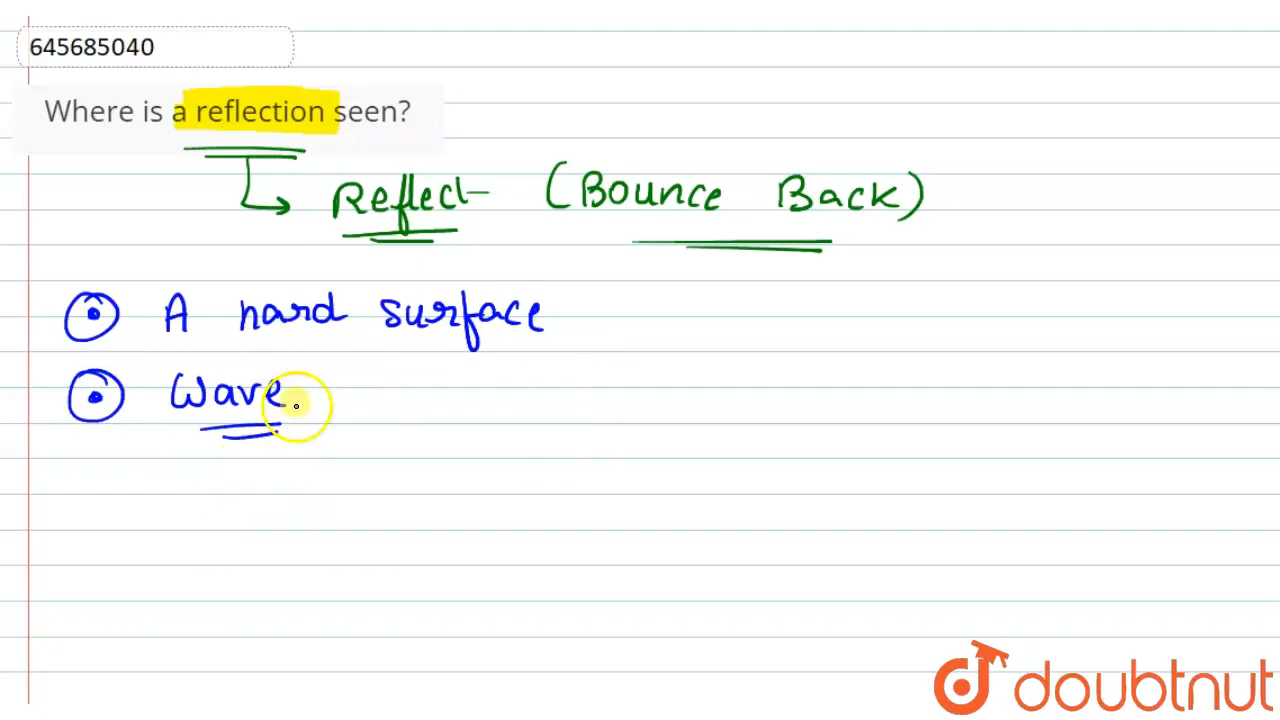 645685040
Where is a reflection seen?
Reflect (Bounce Back)
A hard surface
Wave
doubtnut